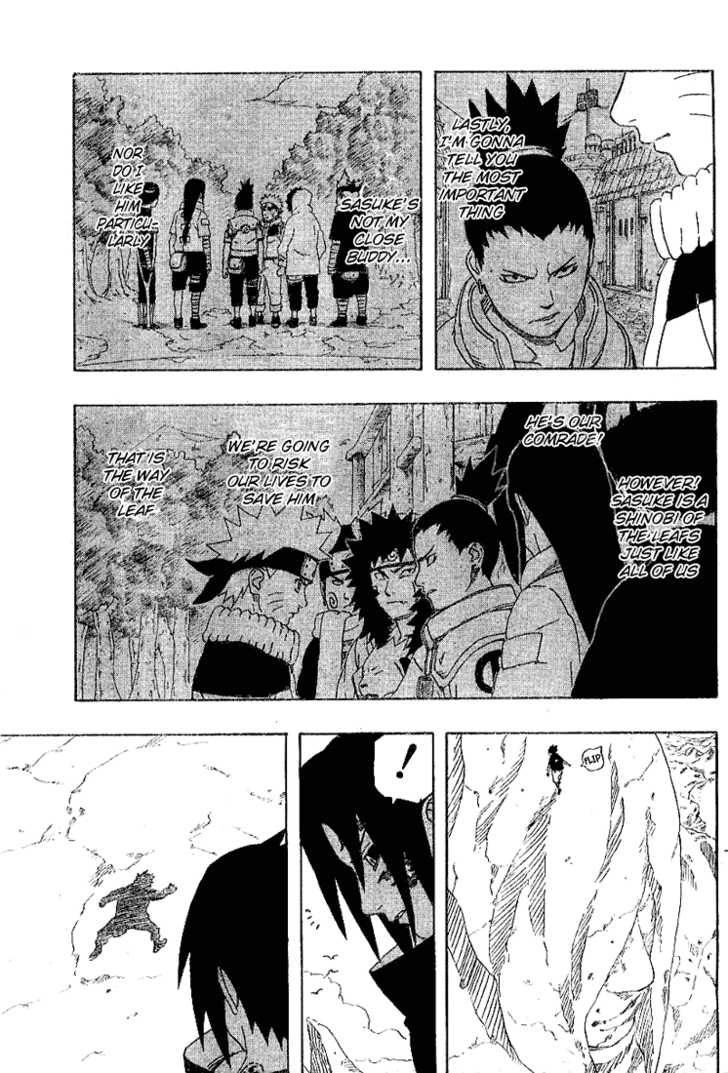 LASTLY,
I'M GONNA
TELL YOU
THE MOST
IMPORTANT
THING
SASUKE'S
NOT MY
CLOSE
BUDDY...
NOR
DO I
LIKE
HIM
PARTICU-
LARLY
HOWEVER!
SASUKE IS A
SHINOBI OF
THE LEAFS
JUST LIKE
ALL OF US
HE'S OUR
COMRADE!
WE'RE GOING
TO RISK
OUR LIVES TO
SAVE HIM
THAT IS
THE WAY
OF THE
LEAF.
FLIP
!